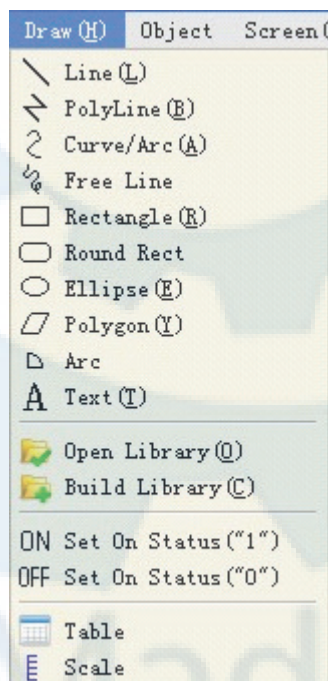 Draw(H) Object Screen(
Line(L)
PolyLine(B)
Curve/Arc(A)
Free Line
Rectangle(R)
Round Rect
Ellipse(E)
Polygon(Y)
Arc
A Text(T)
Open Library(O)
Build Library(C)
ON Set On Status("1")
OFF Set On Status("0")
Table
Scale